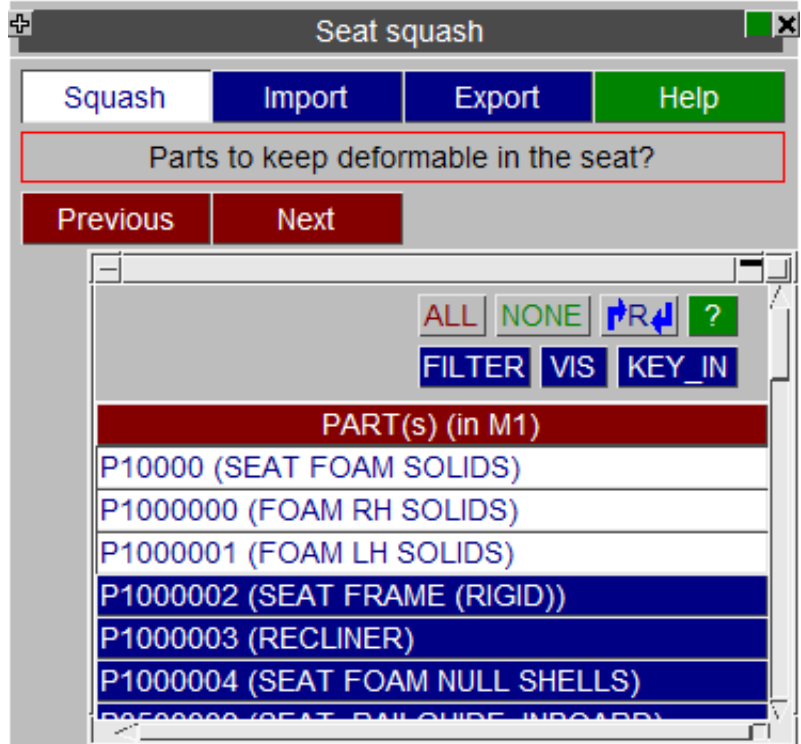 Seat squash
Squash Import Export Help
Parts to keep deformable in the seat?
Previous Next
ALL NONE R ?
FILTER VIS KEY_IN
PART(s) (in M1)
P10000 (SEAT FOAM SOLIDS)
P1000000 (FOAM RH SOLIDS)
P1000001 (FOAM LH SOLIDS)
P1000002 (SEAT FRAME (RIGID))
P1000003 (RECLINER)
P1000004 (SEAT FOAM NULL SHELLS)